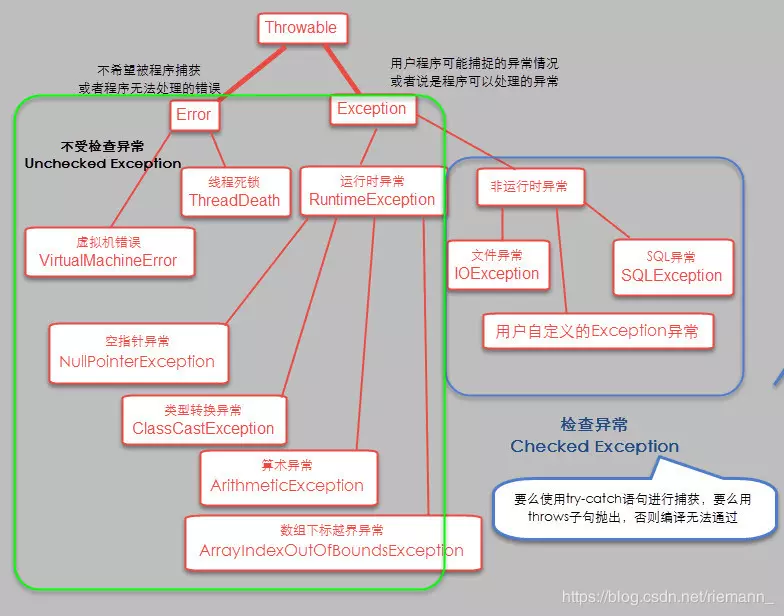 Throwable
不希望被程序捕获
或者程序无法处理的错误
用户程序可能捕捉的异常情况
或者说是程序可以处理的异常
Error
Exception
不受检查异常
Unchecked Exception
线程死锁
ThreadDeath
运行时异常
RuntimeException
非运行时异常
虚拟机错误
VirtualMachineError
文件异常
IOException
SQL异常
SQLException
用户自定义的Exception异常
空指针异常
NullPointerException
类型转换异常
ClassCastException
检查异常
Checked Exception
算术异常
ArithmeticException
要么使用try-catch语句进行捕获，要么用
throws子句抛出，否则编译无法通过
数组下标越界异常
ArrayIndexOutOfBoundsException
https://blog.csdn.net/riemann_